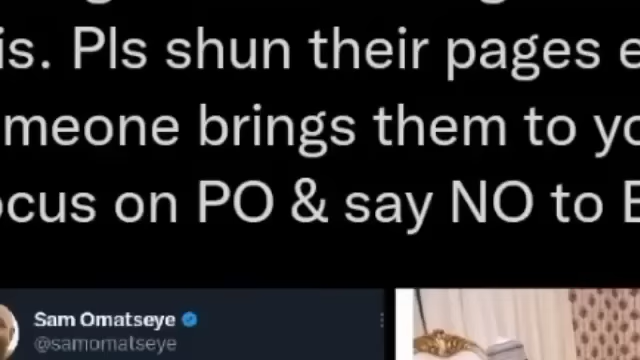 is. Pls shun their pages e
meone brings them to yo
ocus on PO & say NO to
Sam Omatseye
@samomatseye